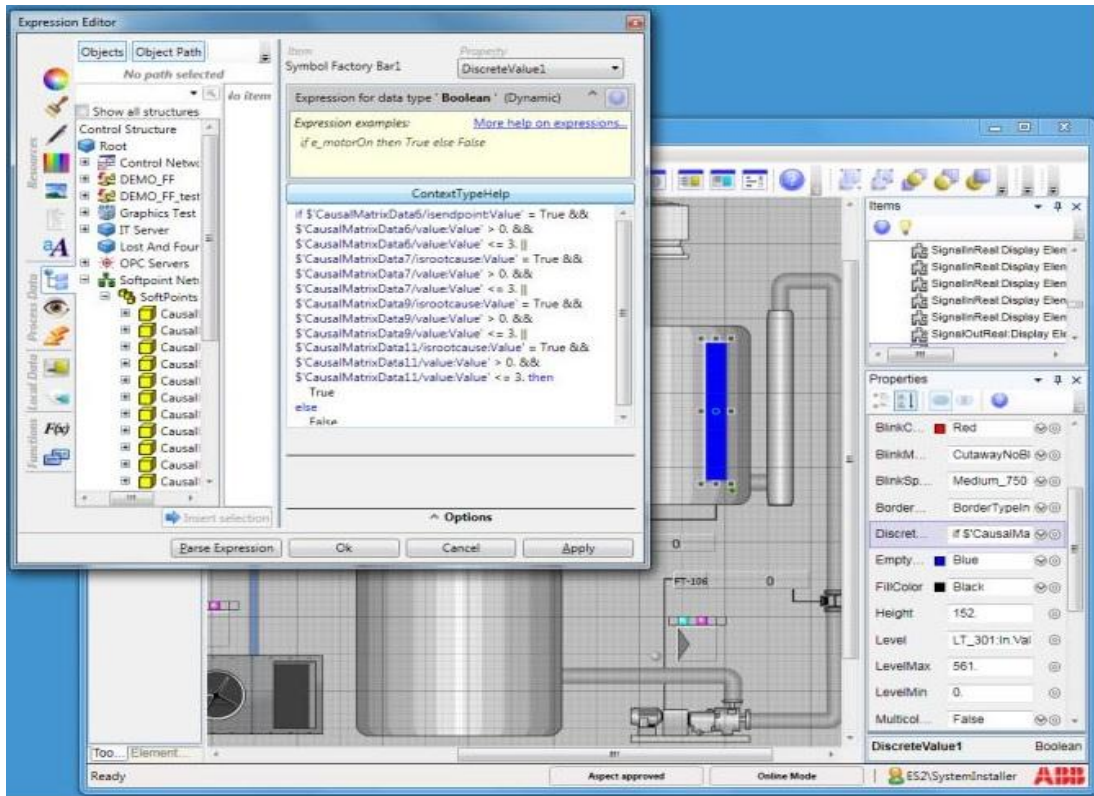 Expression Editor
Objects
Object Path
No path selected
Show all structures
Control Structure
Root
Control Netwo
DEMO_FF
DEMO_FF_test
Graphics Test
IT Server
Lost And Four
OPC Servers
Softpoint Net
SoftPoints
Causal
Causal
Causal
Causal
Causal
Causal
Causal
Causal
Causal
Causal
Causal
Insert selection
Resources
Process Data
Local Data
Functions
aA
F(x)
Item
Symbol Factory Bar1
Property
DiscreteValue1
Expression for data type ' Boolean ' (Dynamic)
Expression examples:
More help on expressions...
if e_motorOn then True else False
ContextTypeHelp
if $'CausalMatrixData6/isendpoint:Value' = True &&
$'CausalMatrixData6/value:Value' > 0. &&
$'CausalMatrixData6/value:Value' <= 3. ||
$'CausalMatrixData7/isrootcause:Value' = True &&
$'CausalMatrixData7/value:Value' > 0. &&
$'CausalMatrixData7/value:Value' <= 3. ||
$'CausalMatrixData9/isrootcause:Value' = True &&
$'CausalMatrixData9/value:Value' > 0. &&
$'CausalMatrixData9/value:Value' <= 3. ||
$'CausalMatrixData11/isrootcause:Value' = True &&
$'CausalMatrixData11/value:Value' > 0. &&
$'CausalMatrixData11/value:Value' <= 3. then
True
else
False
Options
Parse Expression
Ok
Cancel
Apply
Items
SignalInReal:Display Elen
SignalInReal:Display Elen
SignalInReal:Display Elen
SignalInReal:Display Elen
SignalInReal:Display Elen
SignalOutReal:Display Ele
Properties
BlinkC... Red
BlinkM... CutawayNoBl
BlinkSp... Medium_750
Border... BorderTypeIn
Discret... if $'CausalMa
Empty... Blue
FillColor Black
Height 152.
Level LT_301:In.Val
LevelMax 561.
LevelMin 0.
Multicol... False
DiscreteValue1 Boolean
0
FT-106 0
Too...
Element...
Ready
Aspect approved
Online Mode
ES2\SystemInstaller
ABB